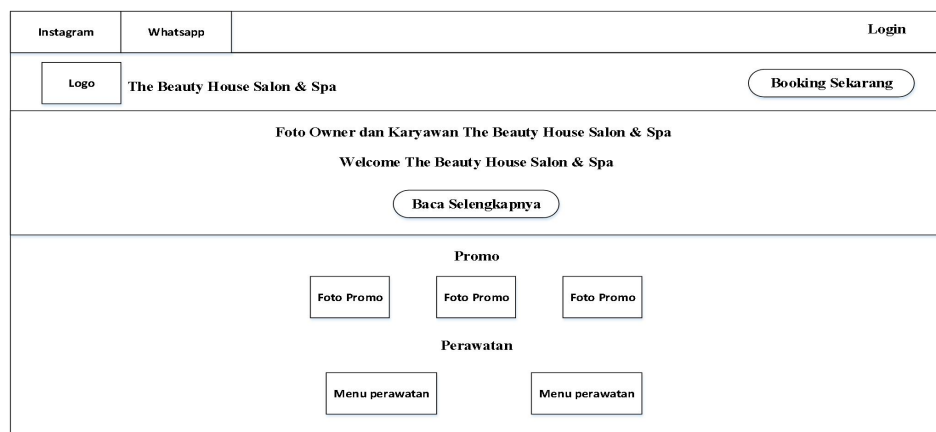 Instagram
Whatsapp
Login
Logo
The Beauty House Salon & Spa
Booking Sekarang
Foto Owner dan Karyawan The Beauty House Salon & Spa
Welcome The Beauty House Salon & Spa
Baca Selengkapnya
Promo
Foto Promo
Foto Promo
Foto Promo
Perawatan
Menu perawatan
Menu perawatan